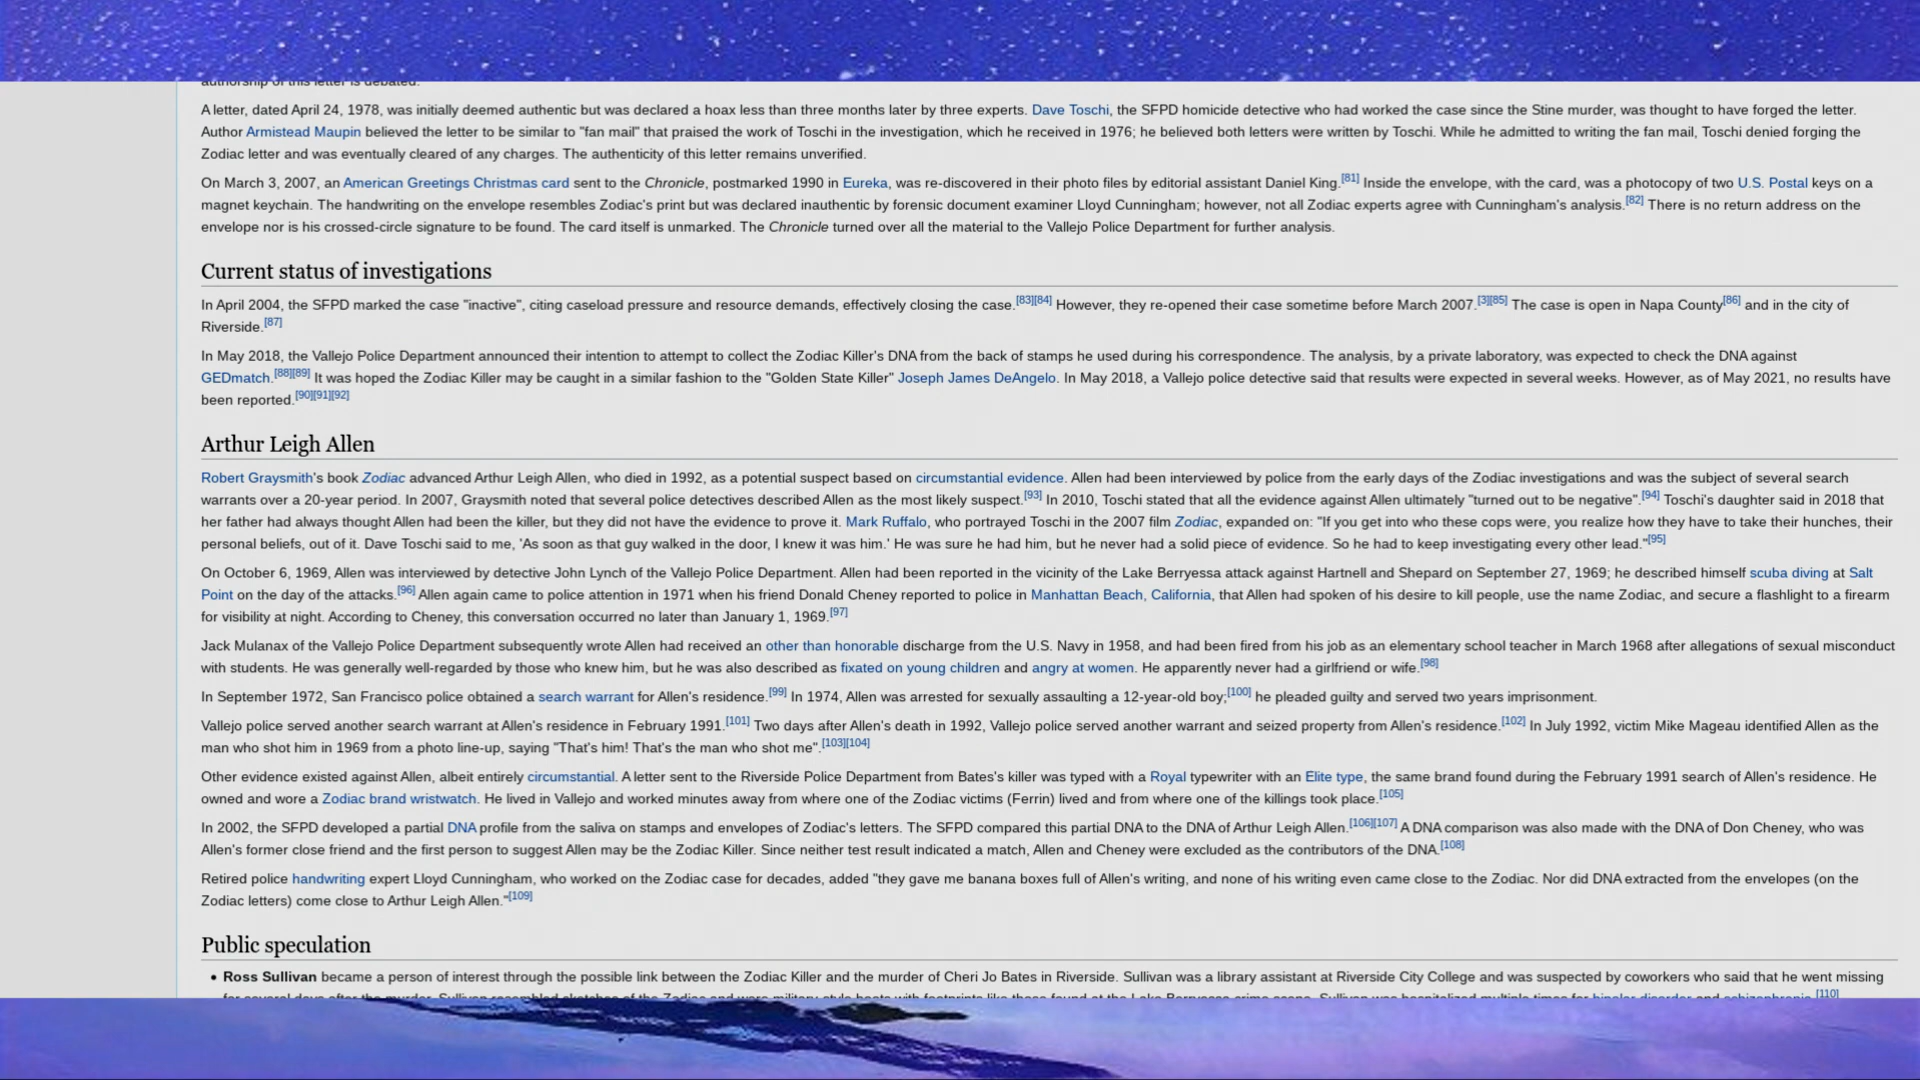 authorship of this letter is debated.
A letter, dated April 24, 1978, was initially deemed authentic but was declared a hoax less than three months later by three experts. Dave Toschi, the SFPD homicide detective who had worked the case since the Stine murder, was thought to have forged the letter.
Author Armistead Maupin believed the letter to be similar to "fan mail" that praised the work of Toschi in the investigation, which he received in 1976; he believed both letters were written by Toschi. While he admitted to writing the fan mail, Toschi denied forging the
Zodiac letter and was eventually cleared of any charges. The authenticity of this letter remains unverified.
On March 3, 2007, an American Greetings Christmas card sent to the Chronicle, postmarked 1990 in Eureka, was re-discovered in their photo files by editorial assistant Daniel King.[81] Inside the envelope, with the card, was a photocopy of two U.S. Postal keys on a
magnet keychain. The handwriting on the envelope resembles Zodiac's print but was declared inauthentic by forensic document examiner Lloyd Cunningham; however, not all Zodiac experts agree with Cunningham's analysis.[82] There is no return address on the
envelope nor is his crossed-circle signature to be found. The card itself is unmarked. The Chronicle turned over all the material to the Vallejo Police Department for further analysis.
Current status of investigations
In April 2004, the SFPD marked the case "inactive", citing caseload pressure and resource demands, effectively closing the case.[83][84] However, they re-opened their case sometime before March 2007.[3][85] The case is open in Napa County[86] and in the city of
Riverside.[87]
In May 2018, the Vallejo Police Department announced their intention to attempt to collect the Zodiac Killer's DNA from the back of stamps he used during his correspondence. The analysis, by a private laboratory, was expected to check the DNA against
GEDmatch.[88][89] It was hoped the Zodiac Killer may be caught in a similar fashion to the "Golden State Killer" Joseph James DeAngelo. In May 2018, a Vallejo police detective said that results were expected in several weeks. However, as of May 2021, no results have
been reported.[90][91][92]
Arthur Leigh Allen
Robert Graysmith's book Zodiac advanced Arthur Leigh Allen, who died in 1992, as a potential suspect based on circumstantial evidence. Allen had been interviewed by police from the early days of the Zodiac investigations and was the subject of several search
warrants over a 20-year period. In 2007, Graysmith noted that several police detectives described Allen as the most likely suspect.[93] In 2010, Toschi stated that all the evidence against Allen ultimately "turned out to be negative".[94] Toschi's daughter said in 2018 that
her father had always thought Allen had been the killer, but they did not have the evidence to prove it. Mark Ruffalo, who portrayed Toschi in the 2007 film Zodiac, expanded on: "If you get into who these cops were, you realize how they have to take their hunches, their
personal beliefs, out of it. Dave Toschi said to me, 'As soon as that guy walked in the door, I knew it was him.' He was sure he had him, but he never had a solid piece of evidence. So he had to keep investigating every other lead."[95]
On October 6, 1969, Allen was interviewed by detective John Lynch of the Vallejo Police Department. Allen had been reported in the vicinity of the Lake Berryessa attack against Hartnell and Shepard on September 27, 1969; he described himself scuba diving at Salt
Point on the day of the attacks.[96] Allen again came to police attention in 1971 when his friend Donald Cheney reported to police in Manhattan Beach, California, that Allen had spoken of his desire to kill people, use the name Zodiac, and secure a flashlight to a firearm
for visibility at night. According to Cheney, this conversation occurred no later than January 1, 1969.[97]
Jack Mulanax of the Vallejo Police Department subsequently wrote Allen had received an other than honorable discharge from the U.S. Navy in 1958, and had been fired from his job as an elementary school teacher in March 1968 after allegations of sexual misconduct
with students. He was generally well-regarded by those who knew him, but he was also described as fixated on young children and angry at women. He apparently never had a girlfriend or wife.[98]
In September 1972, San Francisco police obtained a search warrant for Allen's residence.[99] In 1974, Allen was arrested for sexually assaulting a 12-year-old boy;[100] he pleaded guilty and served two years imprisonment.
Vallejo police served another search warrant at Allen's residence in February 1991.[101] Two days after Allen's death in 1992, Vallejo police served another warrant and seized property from Allen's residence.[102] In July 1992, victim Mike Mageau identified Allen as the
man who shot him in 1969 from a photo line-up, saying "That's him! That's the man who shot me".[103][104]
Other evidence existed against Allen, albeit entirely circumstantial. A letter sent to the Riverside Police Department from Bates's killer was typed with a Royal typewriter with an Elite type, the same brand found during the February 1991 search of Allen's residence. He
owned and wore a Zodiac brand wristwatch. He lived in Vallejo and worked minutes away from where one of the Zodiac victims (Ferrin) lived and from where one of the killings took place.[105]
In 2002, the SFPD developed a partial DNA profile from the saliva on stamps and envelopes of Zodiac's letters. The SFPD compared this partial DNA to the DNA of Arthur Leigh Allen.[106][107] A DNA comparison was also made with the DNA of Don Cheney, who was
Allen's former close friend and the first person to suggest Allen may be the Zodiac Killer. Since neither test result indicated a match, Allen and Cheney were excluded as the contributors of the DNA.[108]
Retired police handwriting expert Lloyd Cunningham, who worked on the Zodiac case for decades, added "they gave me banana boxes full of Allen's writing, and none of his writing even came close to the Zodiac. Nor did DNA extracted from the envelopes (on the
Zodiac letters) come close to Arthur Leigh Allen."[109]
Public speculation
• Ross Sullivan became a person of interest through the possible link between the Zodiac Killer and the murder of Cheri Jo Bates in Riverside. Sullivan was a library assistant at Riverside City College and was suspected by coworkers who said that he went missing
for several days after the murder. Sullivan resembled sketches of the Zodiac and wore military-style boots with footprints like those found at the Lake Berryessa crime scene. Sullivan was hospitalized multiple times for bipolar disorder and schizophrenia.[110]